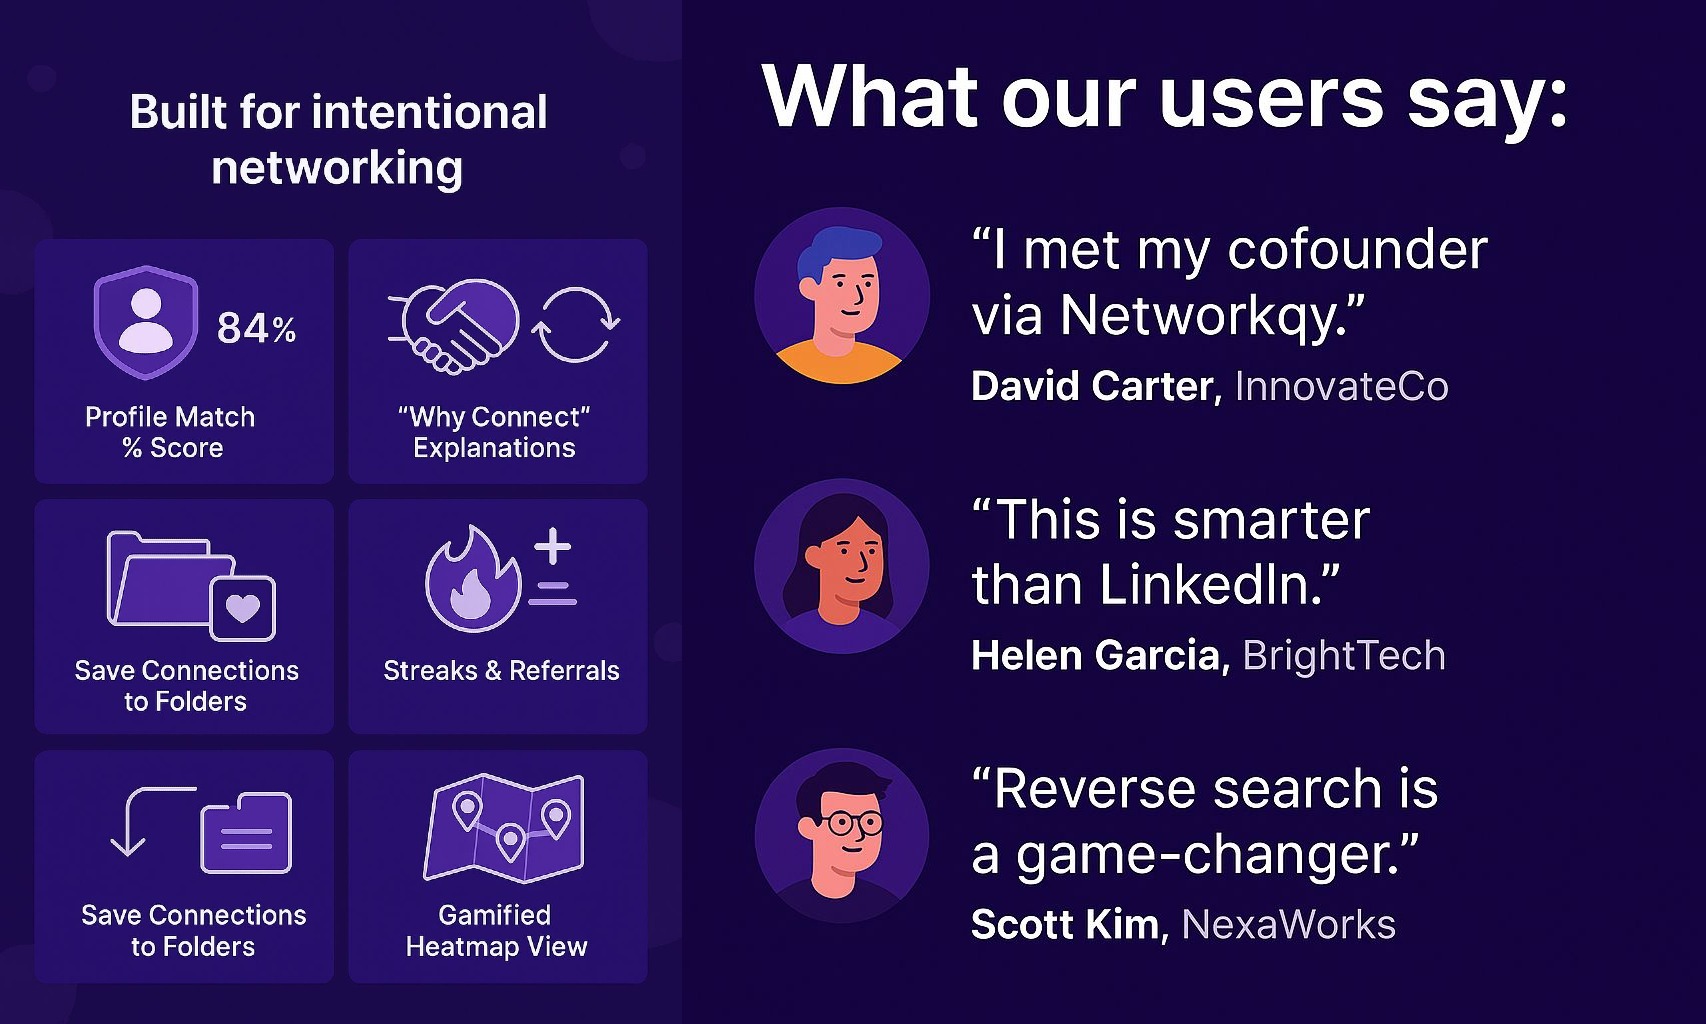 Built for intentional
networking
84%
Profile Match
% Score
“Why Connect”
Explanations
Save Connections
to Folders
Streaks & Referrals
Save Connections
to Folders
Gamified
Heatmap View
What our users say:
“I met my cofounder
via Networkqy.”
David Carter, InnovateCo
“This is smarter
than LinkedIn.”
Helen Garcia, BrightTech
“Reverse search is
a game-changer.”
Scott Kim, NexaWorks